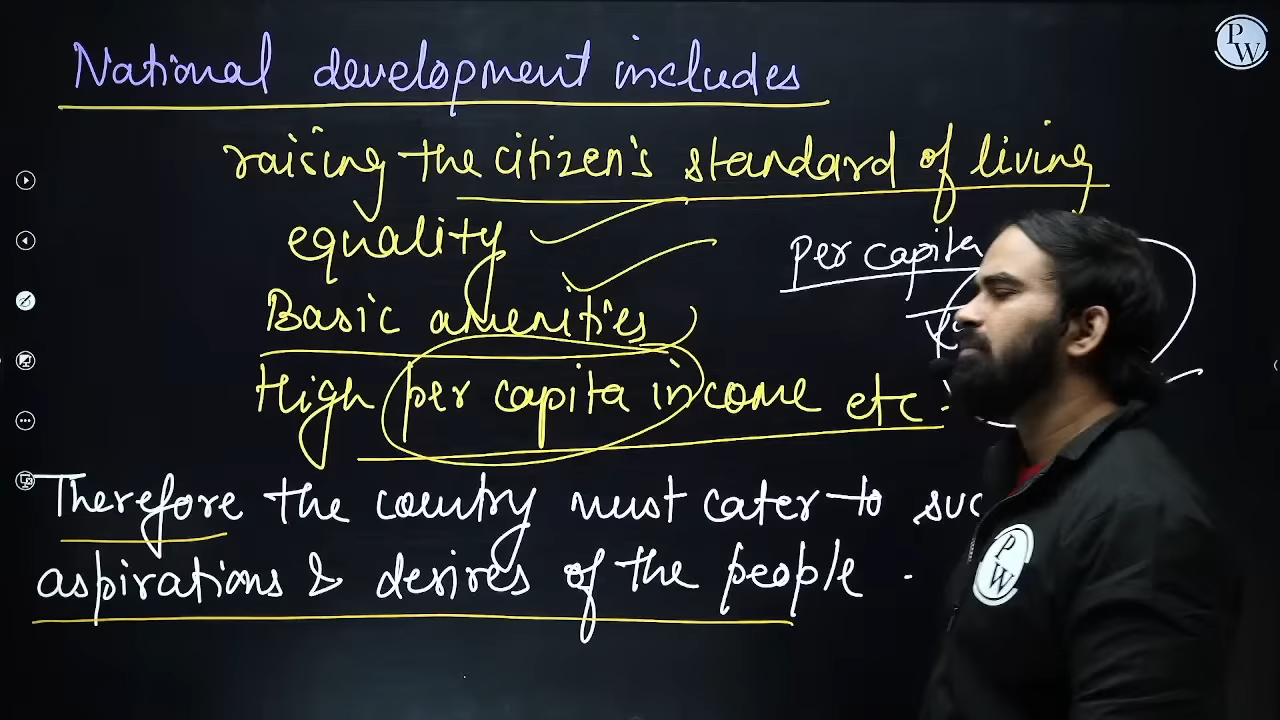 PW
National development includes
raising the citizen's standard of living
equality
Per capita
Basic amenities
High per capita income etc.
Therefore the country must cater to
aspirations & desires of the people.
PW